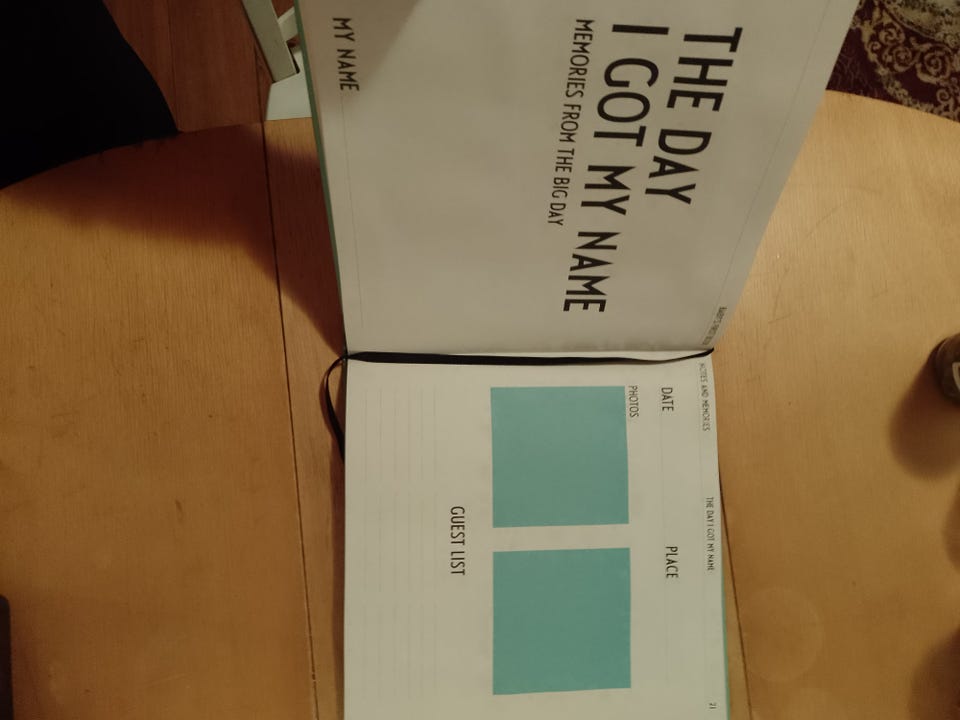 THE DAY
I GOT MY NAME
MEMORIES FROM THE BIG DAY
MY NAME
NOTES AND MEMORIES
THE DAY I GOT MY NAME
21
DATE
PLACE
PHOTOS
GUEST LIST